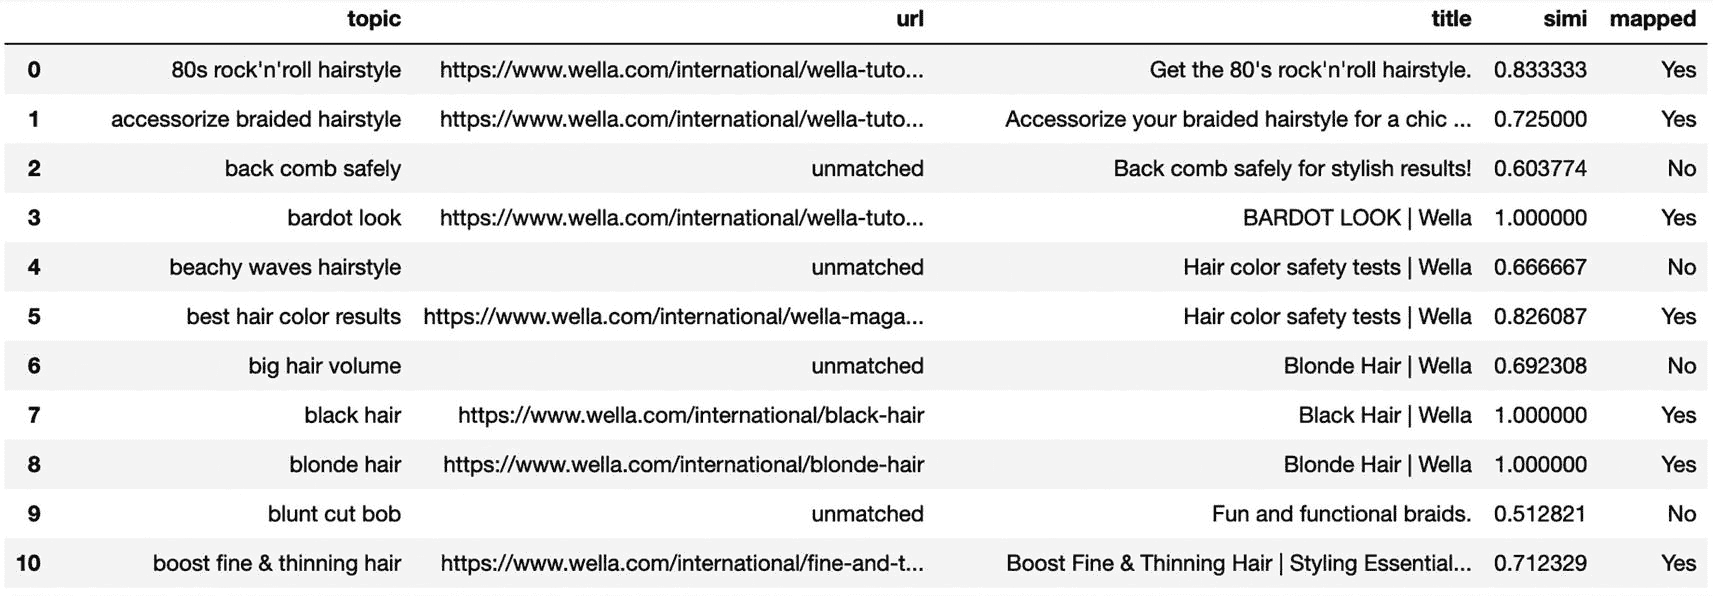 topic url title simi mapped
0 80s rock'n'roll hairstyle https://www.wella.com/international/wella-tuto... Get the 80's rock'n'roll hairstyle. 0.833333 Yes
1 accessorize braided hairstyle https://www.wella.com/international/wella-tuto... Accessorize your braided hairstyle for a chic ... 0.725000 Yes
2 back comb safely unmatched Back comb safely for stylish results! 0.603774 No
3 bardot look https://www.wella.com/international/wella-tuto... BARDOT LOOK | Wella 1.000000 Yes
4 beachy waves hairstyle unmatched Hair color safety tests | Wella 0.666667 No
5 best hair color results https://www.wella.com/international/wella-maga... Hair color safety tests | Wella 0.826087 Yes
6 big hair volume unmatched Blonde Hair | Wella 0.692308 No
7 black hair https://www.wella.com/international/black-hair Black Hair | Wella 1.000000 Yes
8 blonde hair https://www.wella.com/international/blonde-hair Blonde Hair | Wella 1.000000 Yes
9 blunt cut bob unmatched Fun and functional braids. 0.512821 No
10 boost fine & thinning hair https://www.wella.com/international/fine-and-t... Boost Fine & Thinning Hair | Styling Essential... 0.712329 Yes